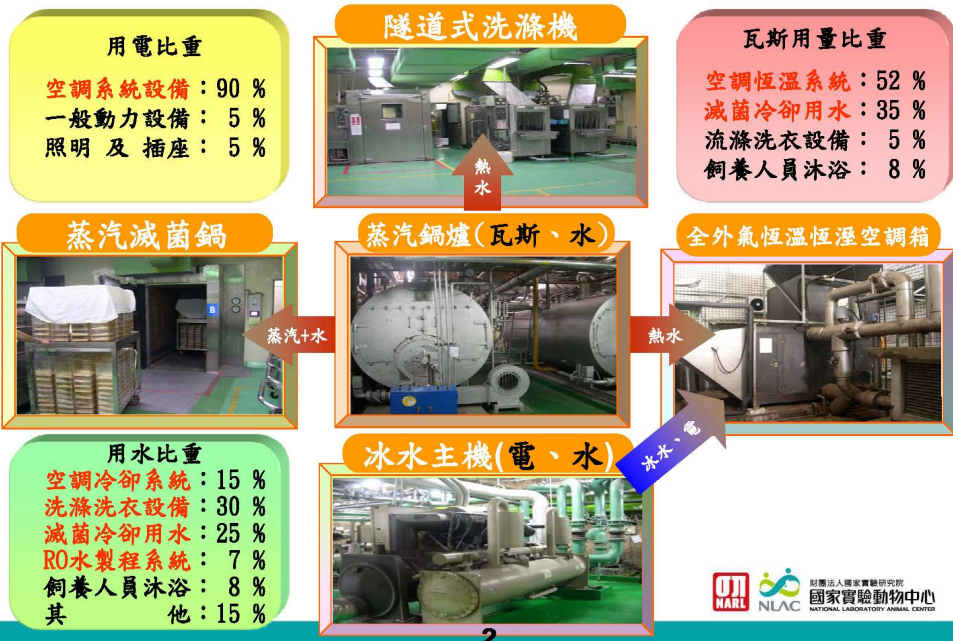 隧道式洗滌機
用電比重
空調系統設備：90 %
一般動力設備： 5 %
照明 及 插座： 5 %
瓦斯用量比重
空調恆溫系統：52 %
滅菌冷卻用水：35 %
流滌洗衣設備： 5 %
飼養人員沐浴： 8 %
熱水
蒸汽滅菌鍋
蒸汽鍋爐(瓦斯、水)
全外氣恆溫恆溼空調箱
B
蒸汽+水
熱水
冰水、電
用水比重
空調冷卻系統：15 %
洗滌洗衣設備：30 %
滅菌冷卻用水：25 %
RO水製程系統： 7 %
飼養人員沐浴： 8 %
其 他：15 %
冰水主機(電、水)
NARL
NLAC
財團法人國家實驗研究院
國家實驗動物中心
NATIONAL LABORATORY ANIMAL CENTER
2